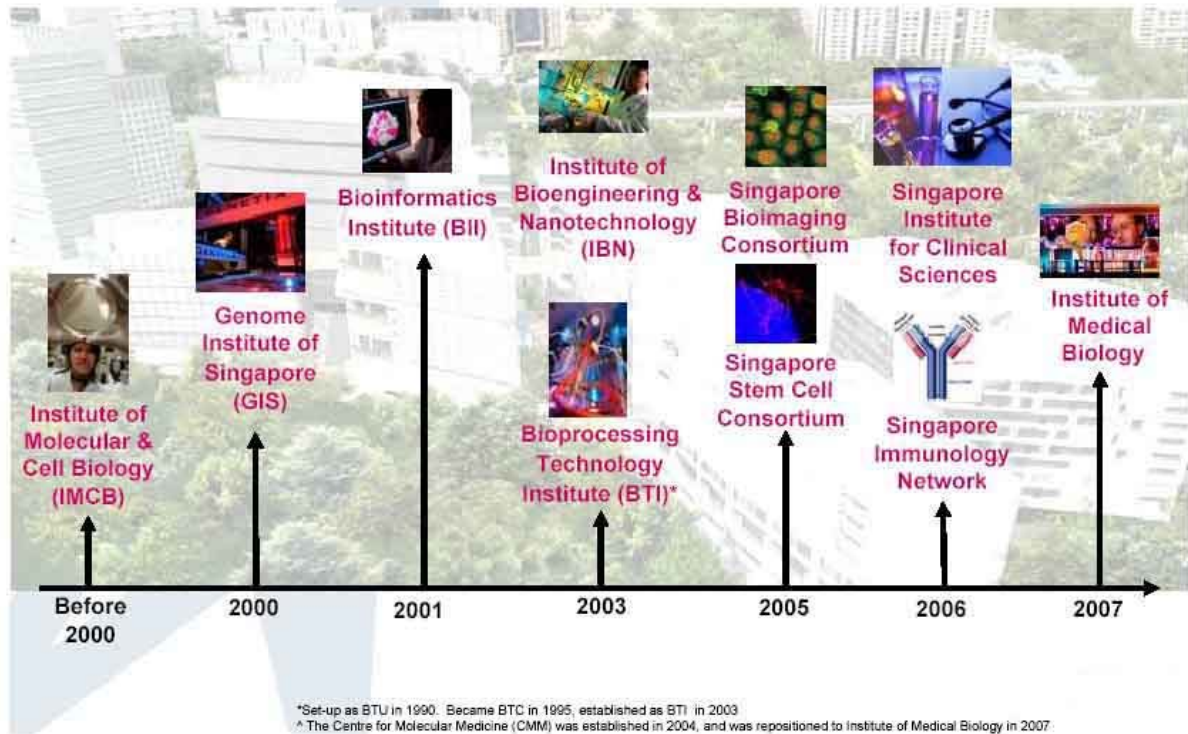 Institute of
Molecular &
Cell Biology
(IMCB)
Genome
Institute of
Singapore
(GIS)
Bioinformatics
Institute (BII)
Institute of
Bioengineering &
Nanotechnology
(IBN)
Bioprocessing
Technology
Institute (BTI)*
Singapore
Bioimaging
Consortium
Singapore
Stem Cell
Consortium
Singapore
Institute
for Clinical
Sciences
Singapore
Immunology
Network
Institute of
Medical
Biology
Before
2000
2000
2001
2003
2005
2006
2007
*Set-up as BTU in 1990. Became BTC in 1995, established as BTI in 2003
^ The Centre for Molecular Medicine (CMM) was established in 2004, and was repositioned to Institute of Medical Biology in 2007